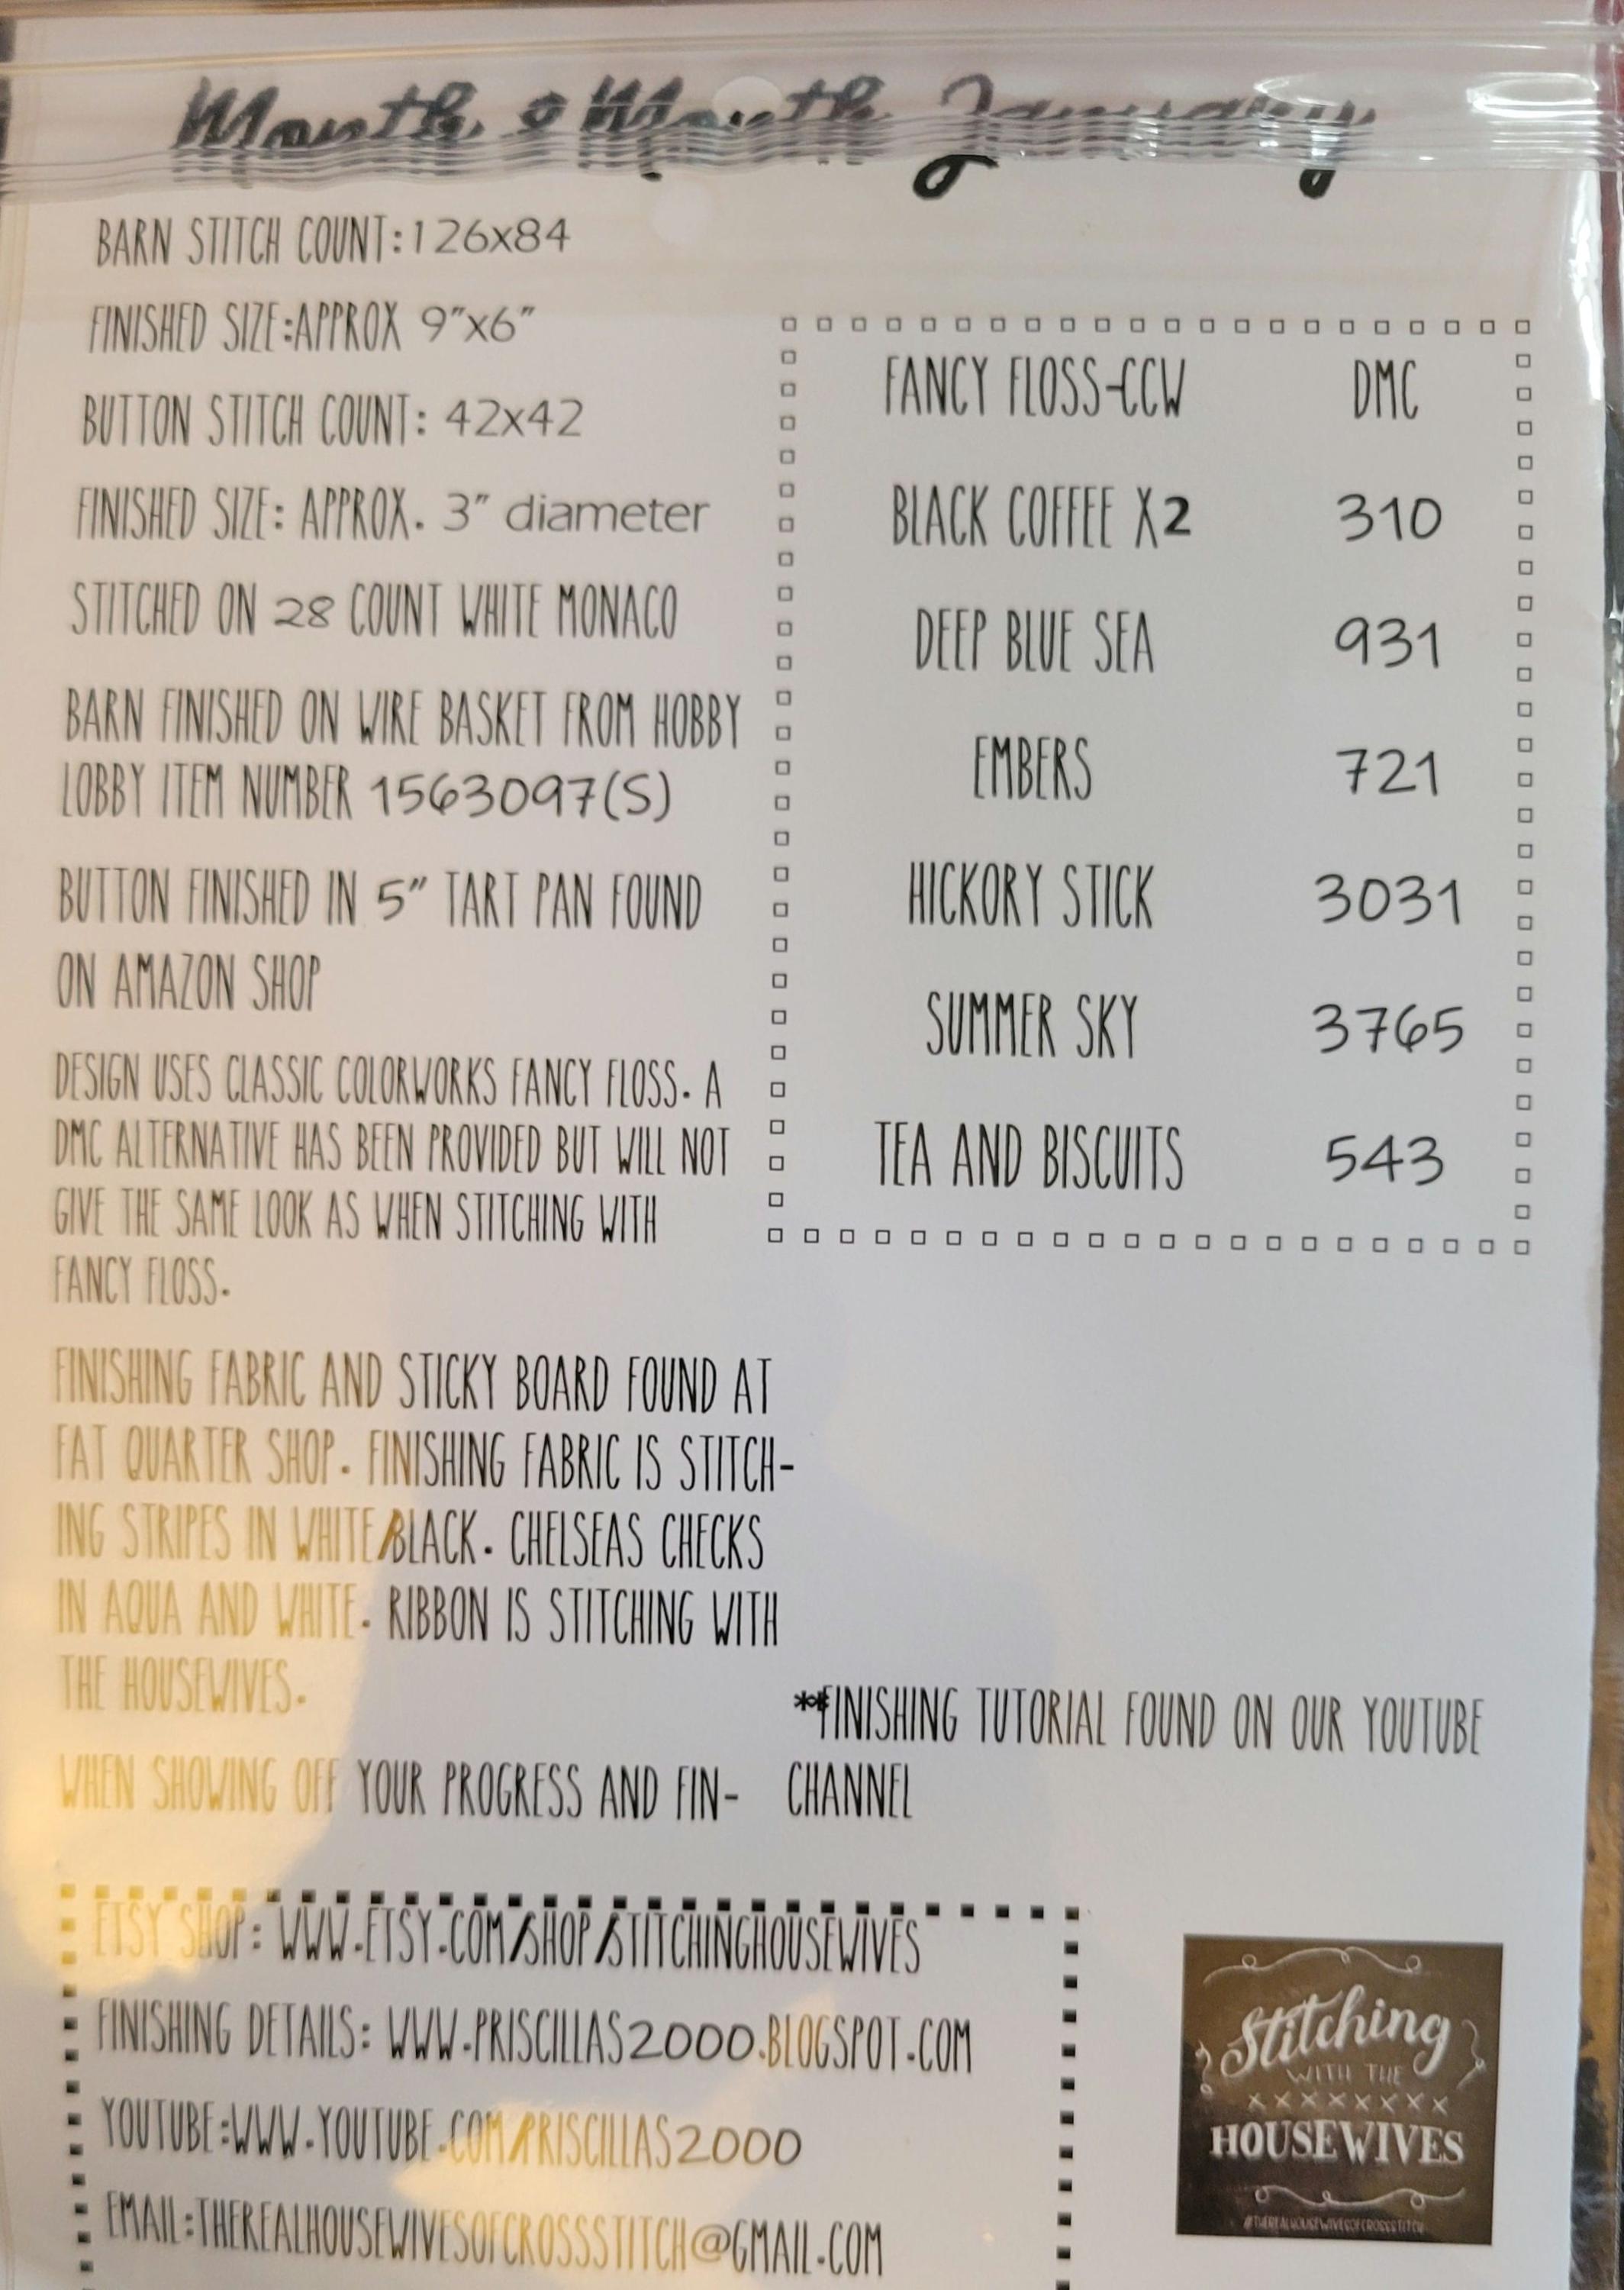 Month 2 Month January
BARN STITCH COUNT:126x84
FINISHED SIZE:APPROX 9"x6"
BUTTON STITCH COUNT: 42x42
FINISHED SIZE: APPROX. 3" diameter
STITCHED ON 28 COUNT WHITE MONACO
BARN FINISHED ON WIRE BASKET FROM HOBBY
LOBBY ITEM NUMBER 1563097(S)
BUTTON FINISHED IN 5" TART PAN FOUND
ON AMAZON SHOP
DESIGN USES CLASSIC COLORWORKS FANCY FLOSS. A
DMC ALTERNATIVE HAS BEEN PROVIDED BUT WILL NOT
GIVE THE SAME LOOK AS WHEN STITCHING WITH
FANCY FLOSS.
FINISHING FABRIC AND STICKY BOARD FOUND AT
FAT QUARTER SHOP. FINISHING FABRIC IS STITCH-
ING STRIPES IN WHITE/BLACK. CHELSEAS CHECKS
IN AQUA AND WHITE. RIBBON IS STITCHING WITH
THE HOUSEWIVES.
WHEN SHOWING OFF YOUR PROGRESS AND FIN-
FANCY FLOSS-CCW DMC
BLACK COFFEE X2 310
DEEP BLUE SEA 931
EMBERS 721
HICKORY STICK 3031
SUMMER SKY 3765
TEA AND BISCUITS 543
**FINISHING TUTORIAL FOUND ON OUR YOUTUBE
CHANNEL
ETSY SHOP: WWW.ETSY.COM/SHOP/STITCHINGHOUSEWIVES
FINISHING DETAILS: WWW.PRISCILLAS2000.BLOGSPOT.COM
YOUTUBE:WWW.YOUTUBE.COM/PRISCILLAS2000
EMAIL:THEREALHOUSEWIVESOFCROSSSTITCH@GMAIL.COM
Stitching
WITH THE
XXXXXXXX
HOUSEWIVES
#THEREALHOUSEWIVESOFCROSSSTITCH